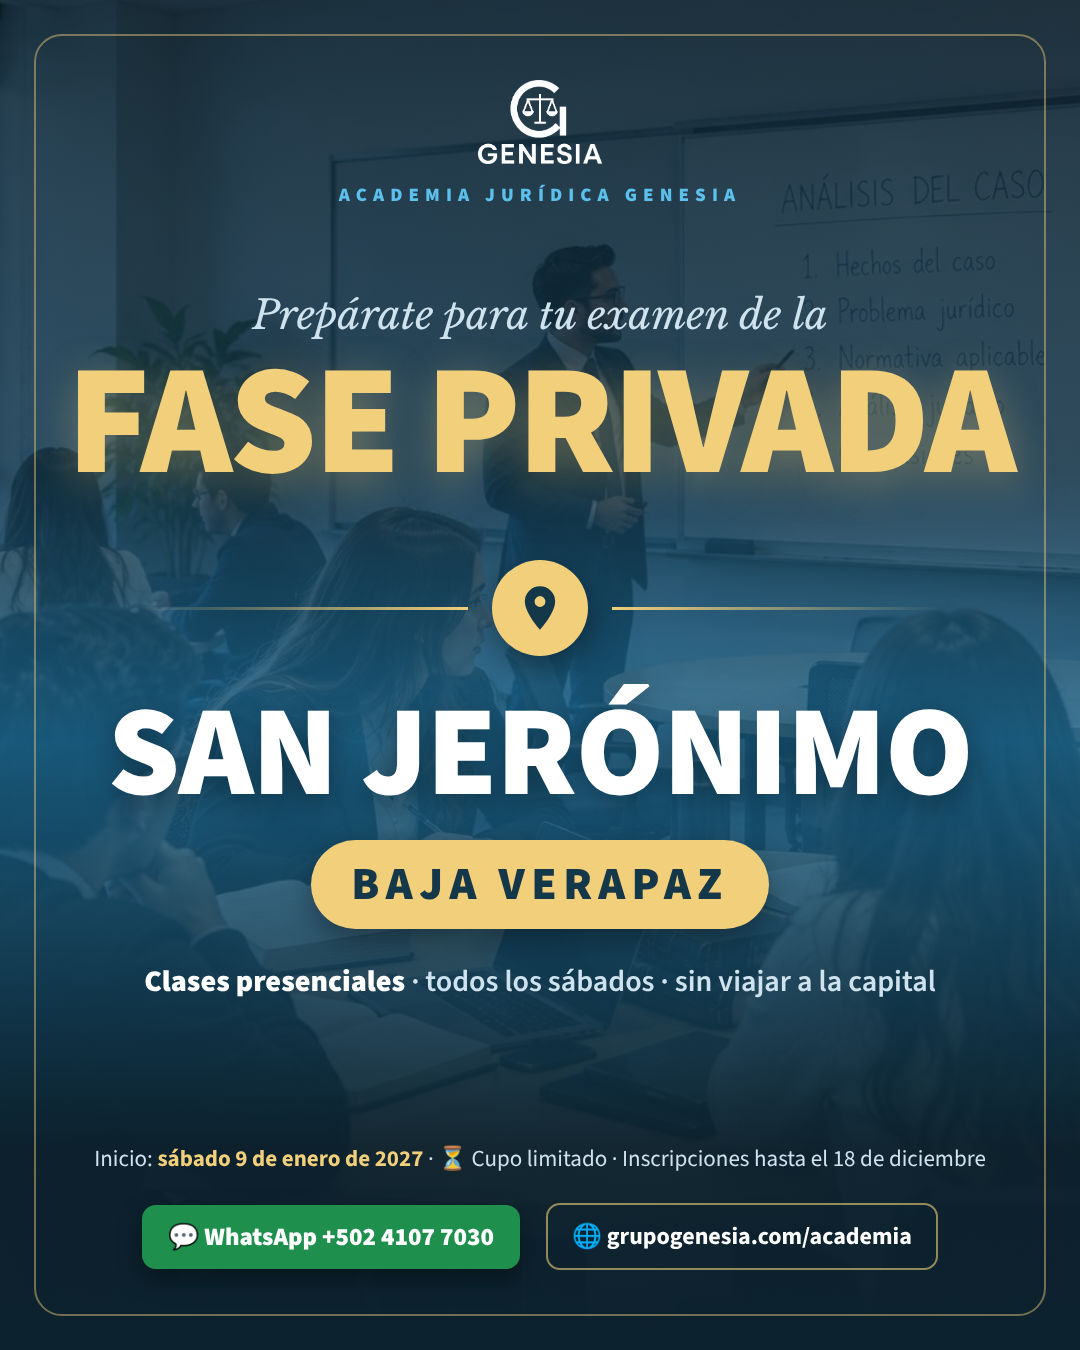 GENESIA
ACADEMIA JURÍDICA GENESIA
ANÁLISIS DEL CASO
1. Hechos del caso
Problema jurídico
3. Normativa aplicable
Prepárate para tu examen de la
FASE PRIVADA
SAN JERÓNIMO
BAJA VERAPAZ
Clases presenciales · todos los sábados · sin viajar a la capital
Inicio: sábado 9 de enero de 2027 · ⏳ Cupo limitado · Inscripciones hasta el 18 de diciembre
💬 WhatsApp +502 4107 7030
🌐 grupogenesia.com/academia